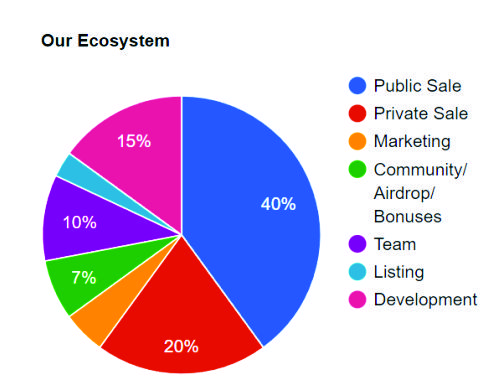 Our Ecosystem
Public Sale
Private Sale
Marketing
Community/
Airdrop/
Bonuses
Team
Listing
Development
15%
40%
10%
7%
20%